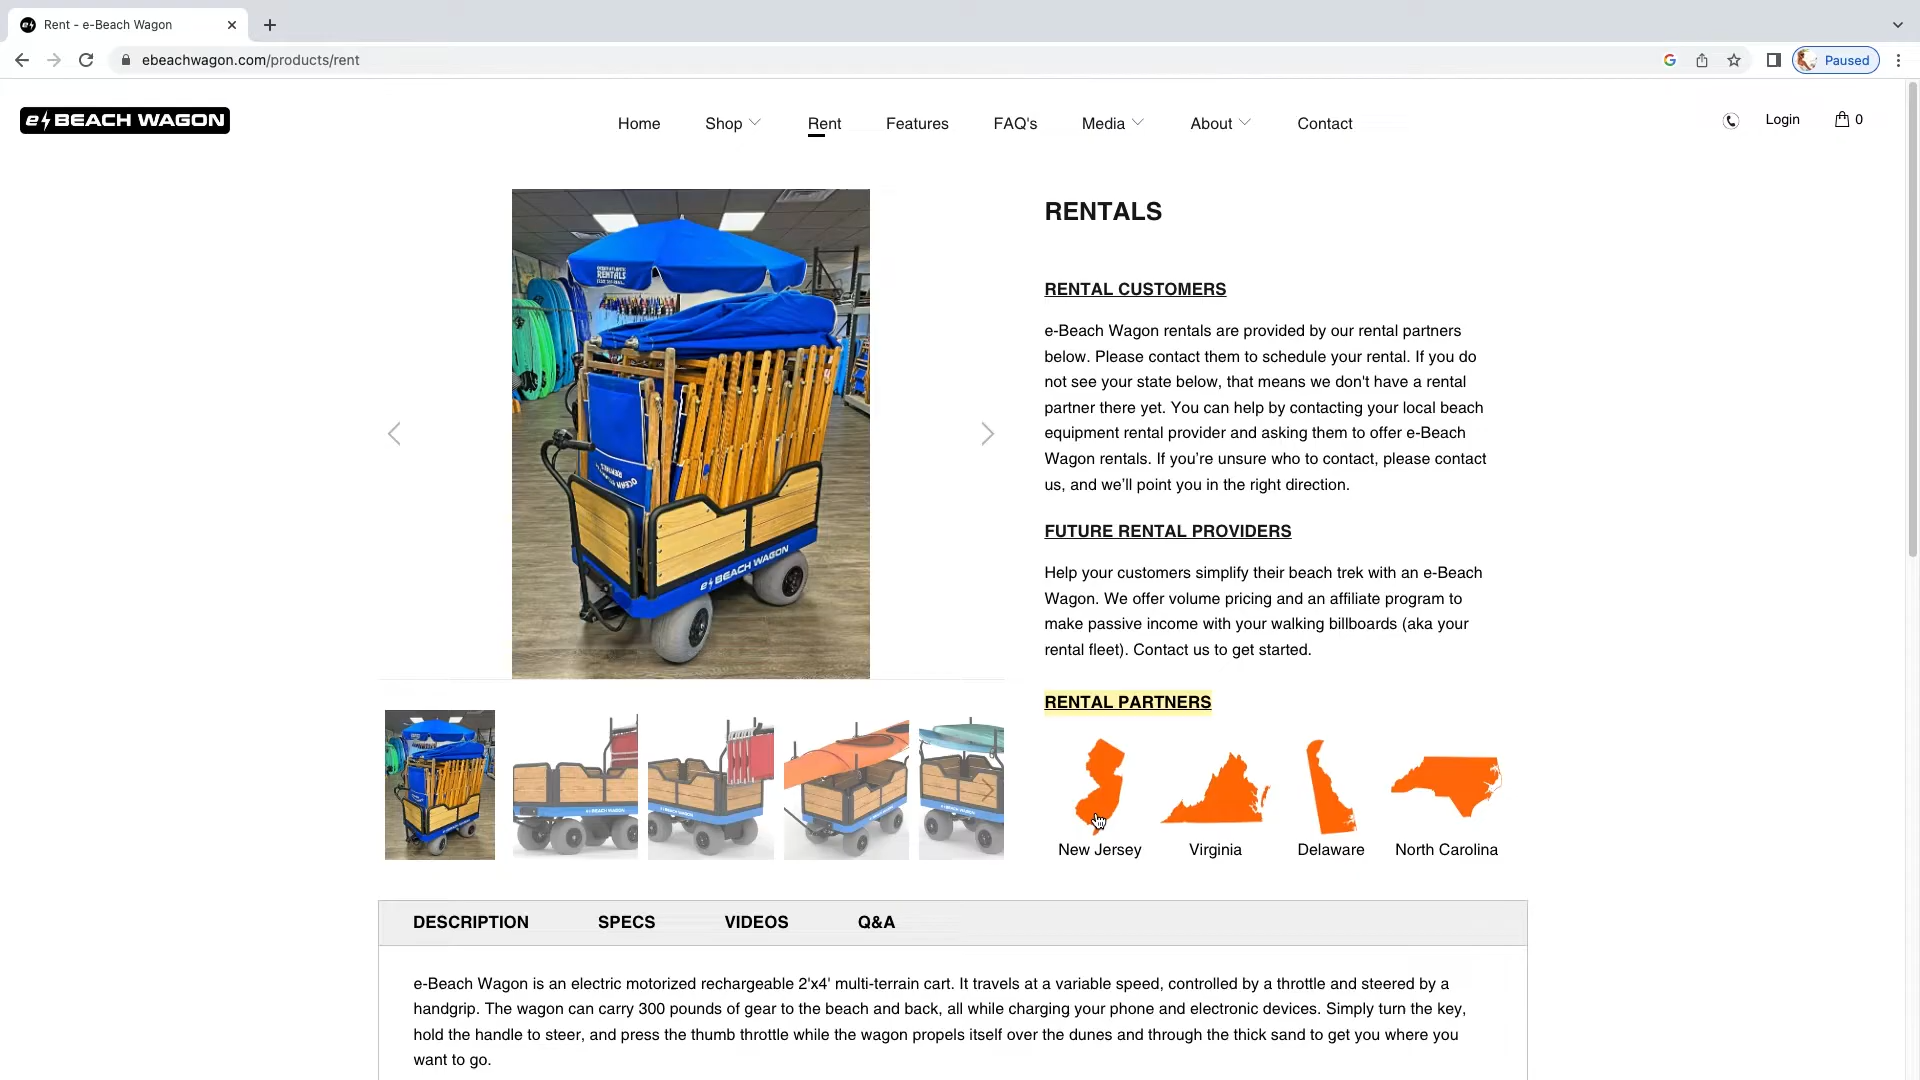 Rent - e-Beach Wagon
ebeachwagon.com/products/rent
Paused
e BEACH WAGON
Home
Shop
Rent
Features
FAQ's
Media
About
Contact
Login
0
RENTALS
RENTALS
e BEACH WAGON
RENTAL CUSTOMERS
e-Beach Wagon rentals are provided by our rental partners
below. Please contact them to schedule your rental. If you do
not see your state below, that means we don't have a rental
partner there yet. You can help by contacting your local beach
equipment rental provider and asking them to offer e-Beach
Wagon rentals. If you’re unsure who to contact, please contact
us, and we’ll point you in the right direction.
FUTURE RENTAL PROVIDERS
Help your customers simplify their beach trek with an e-Beach
Wagon. We offer volume pricing and an affiliate program to
make passive income with your walking billboards (aka your
rental fleet). Contact us to get started.
RENTAL PARTNERS
New Jersey
Virginia
Delaware
North Carolina
DESCRIPTION
SPECS
VIDEOS
Q&A
e-Beach Wagon is an electric motorized rechargeable 2'x4' multi-terrain cart. It travels at a variable speed, controlled by a throttle and steered by a
handgrip. The wagon can carry 300 pounds of gear to the beach and back, all while charging your phone and electronic devices. Simply turn the key,
hold the handle to steer, and press the thumb throttle while the wagon propels itself over the dunes and through the thick sand to get you where you
want to go.